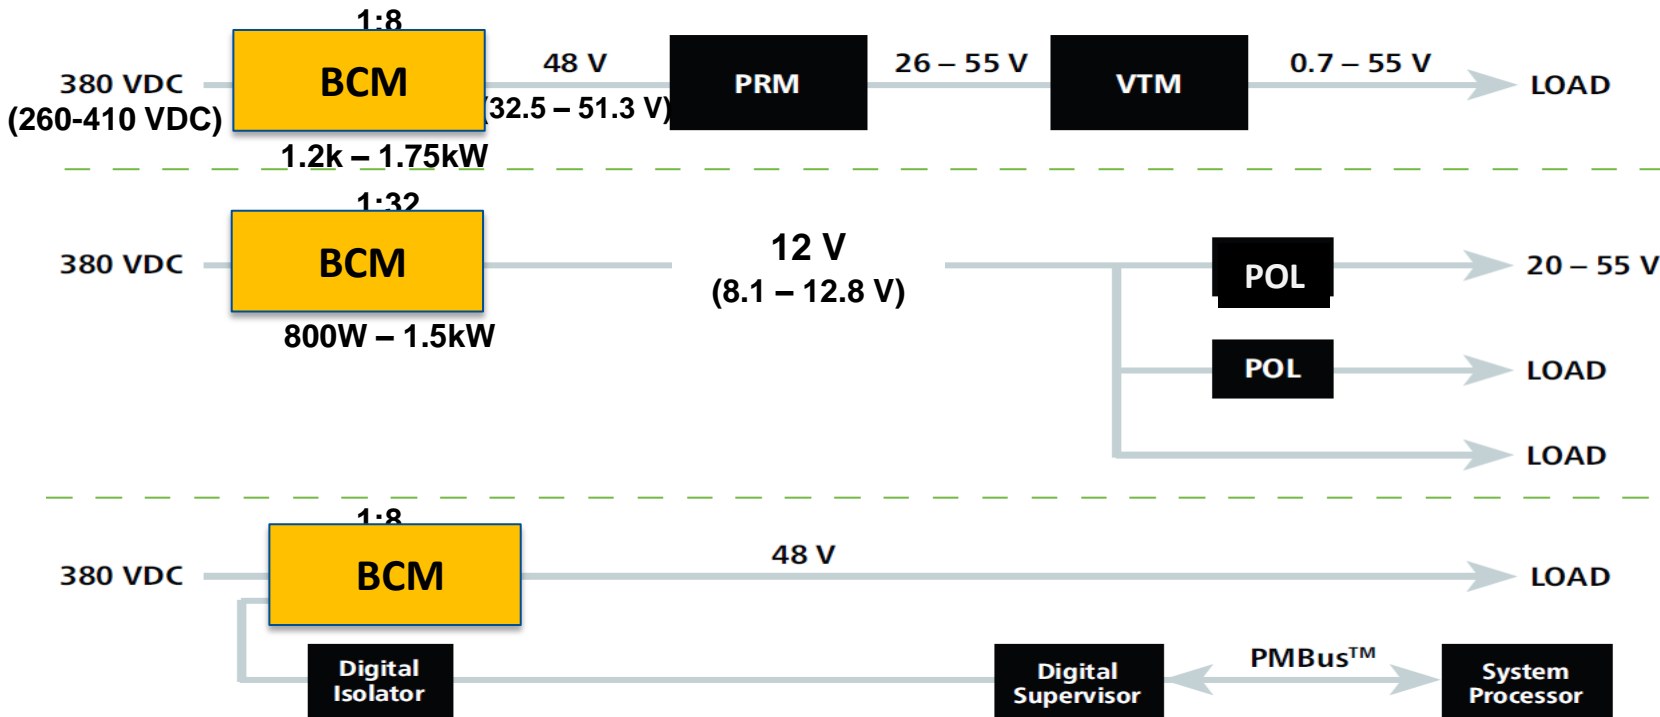 1:8
380 VDC
(260-410 VDC)
BCM
48 V
(32.5 – 51.3 V)
PRM
26 – 55 V
VTM
0.7 – 55 V
LOAD
1.2k – 1.75kW
1:32
380 VDC
BCM
12 V
(8.1 – 12.8 V)
POL
20 – 55 V
800W – 1.5kW
POL
LOAD
LOAD
1:8
380 VDC
BCM
48 V
LOAD
Digital
Isolator
Digital
Supervisor
PMBus™
System
Processor